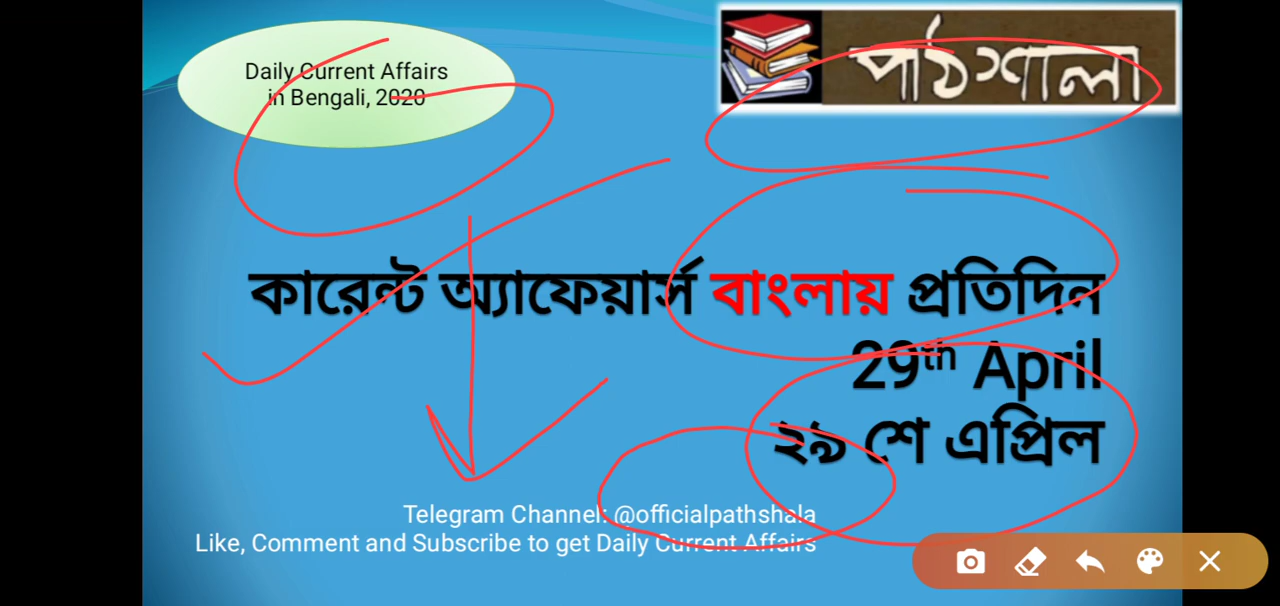 Daily Current Affairs
in Bengali, 2020
পাঠশালা
কারেন্ট অ্যাফেয়ার্স বাংলায় প্রতিদিন
29th April
২৯ শে এপ্রিল
Telegram Channel: @officialpathshala
Like, Comment and Subscribe to get Daily Current Affairs